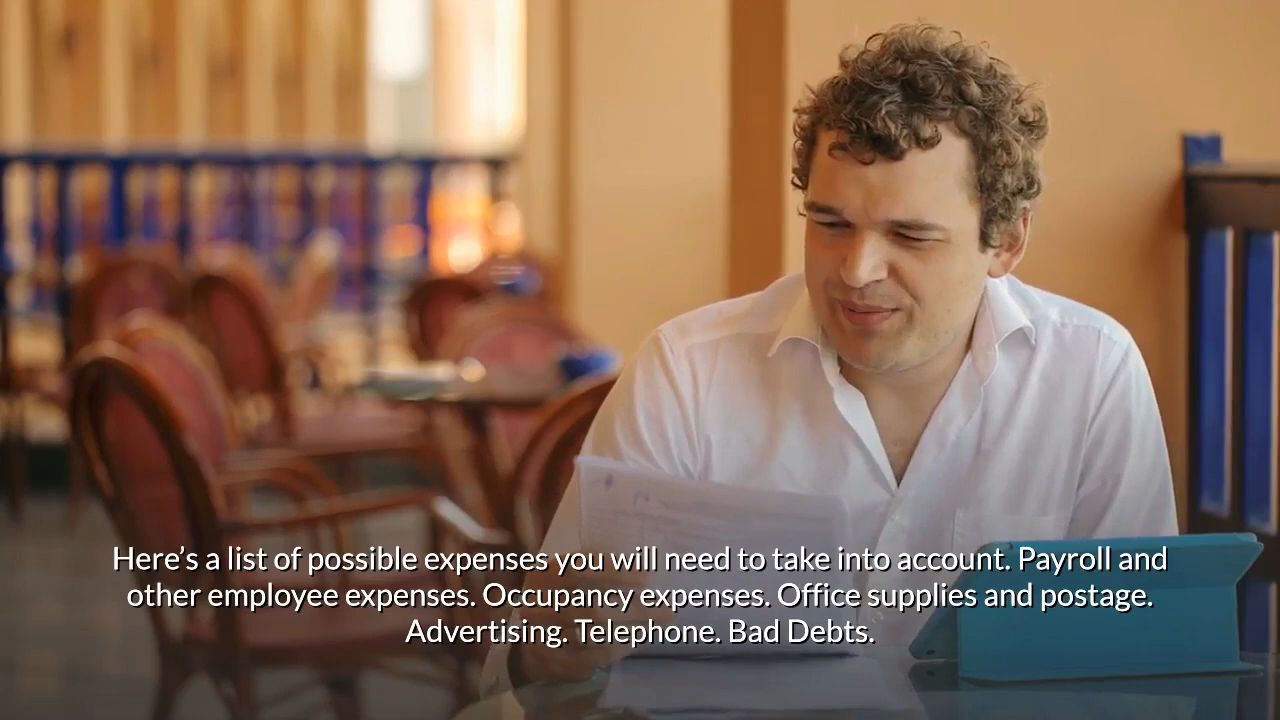 Here’s a list of possible expenses you will need to take into account. Payroll and
other employee expenses. Occupancy expenses. Office supplies and postage.
Advertising. Telephone. Bad Debts.